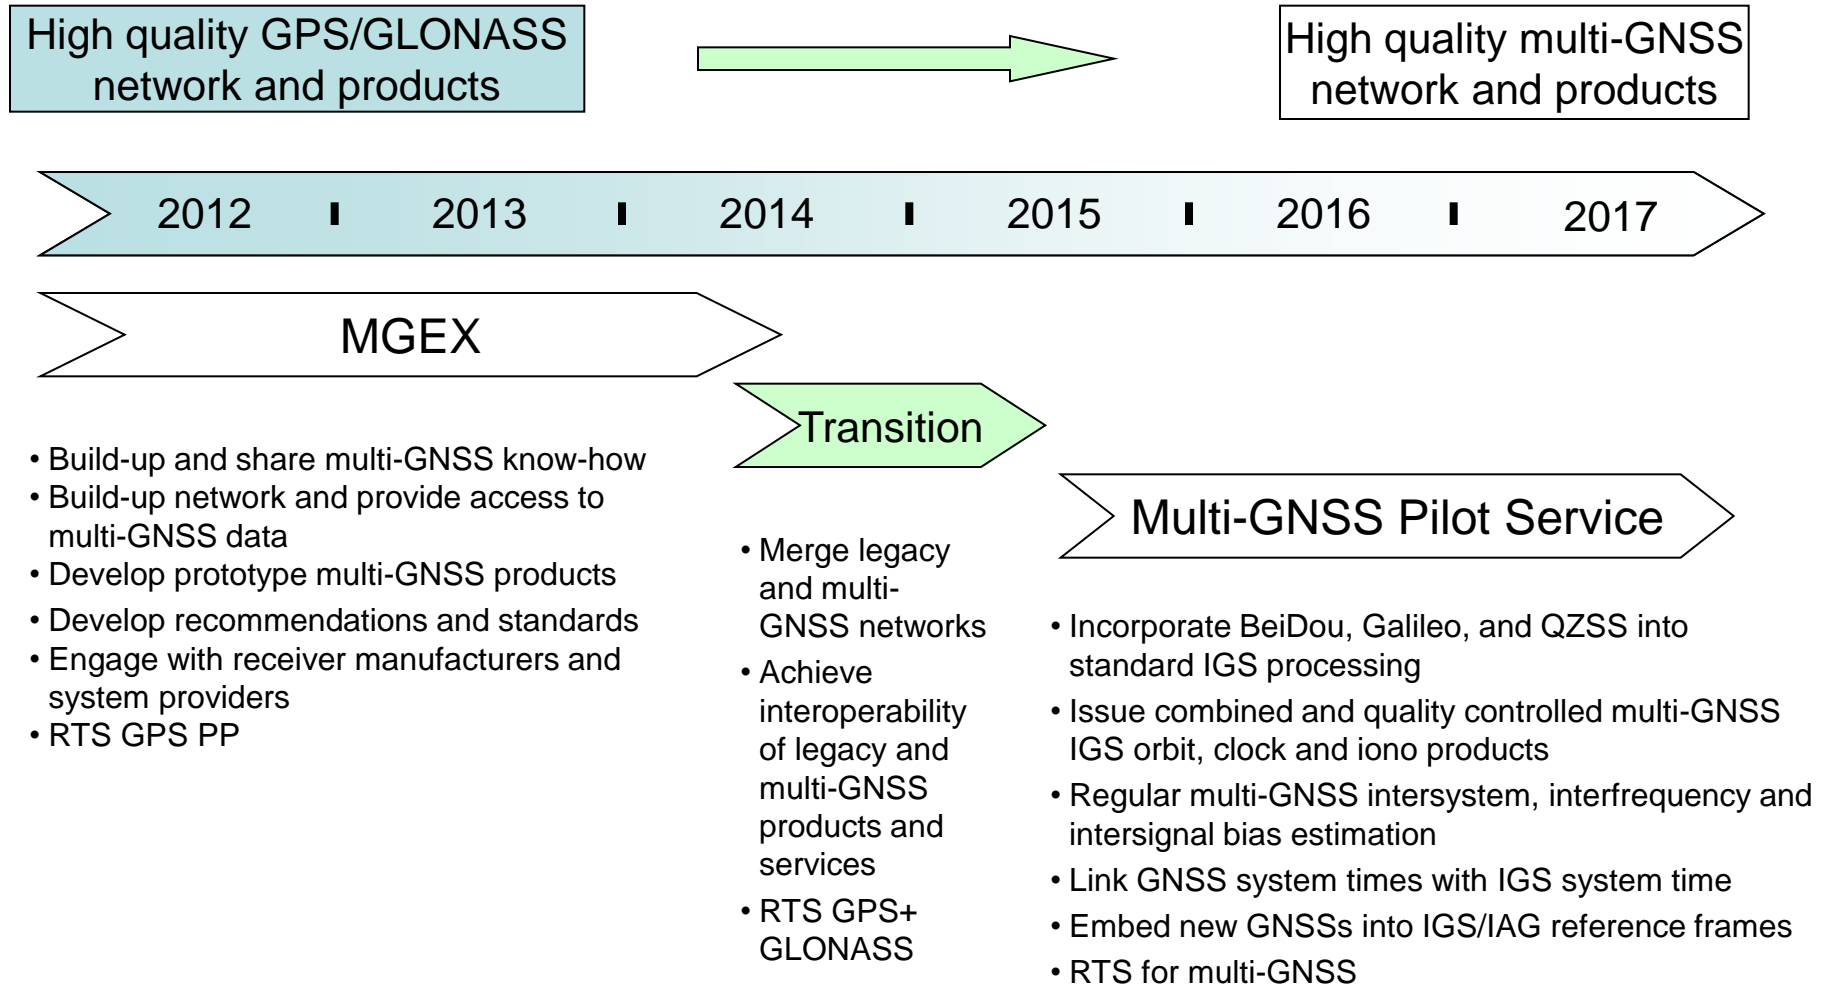 High quality GPS/GLONASS
network and products
High quality multi-GNSS
network and products
2012
2013
2014
2015
2016
2017
MGEX
• Build-up and share multi-GNSS know-how
• Build-up network and provide access to
multi-GNSS data
• Develop prototype multi-GNSS products
• Develop recommendations and standards
• Engage with receiver manufacturers and
system providers
• RTS GPS PP
Transition
• Merge legacy
and multi-
GNSS networks
• Achieve
interoperability
of legacy and
multi-GNSS
products and
services
• RTS GPS+
GLONASS
Multi-GNSS Pilot Service
• Incorporate BeiDou, Galileo, and QZSS into
standard IGS processing
• Issue combined and quality controlled multi-GNSS
IGS orbit, clock and iono products
• Regular multi-GNSS intersystem, interfrequency and
intersignal bias estimation
• Link GNSS system times with IGS system time
• Embed new GNSSs into IGS/IAG reference frames
• RTS for multi-GNSS